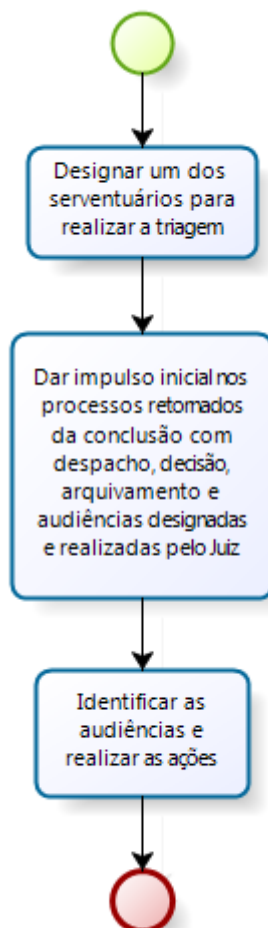 Designar um dos
serventuários para
realizar a triagem
Dar impulso inicial nos
processos retornados
da conclusão com
despacho, decisão,
arquivamento e
audiências designadas
e realizadas pelo Juiz
Identificar as
audiências e
realizar as ações